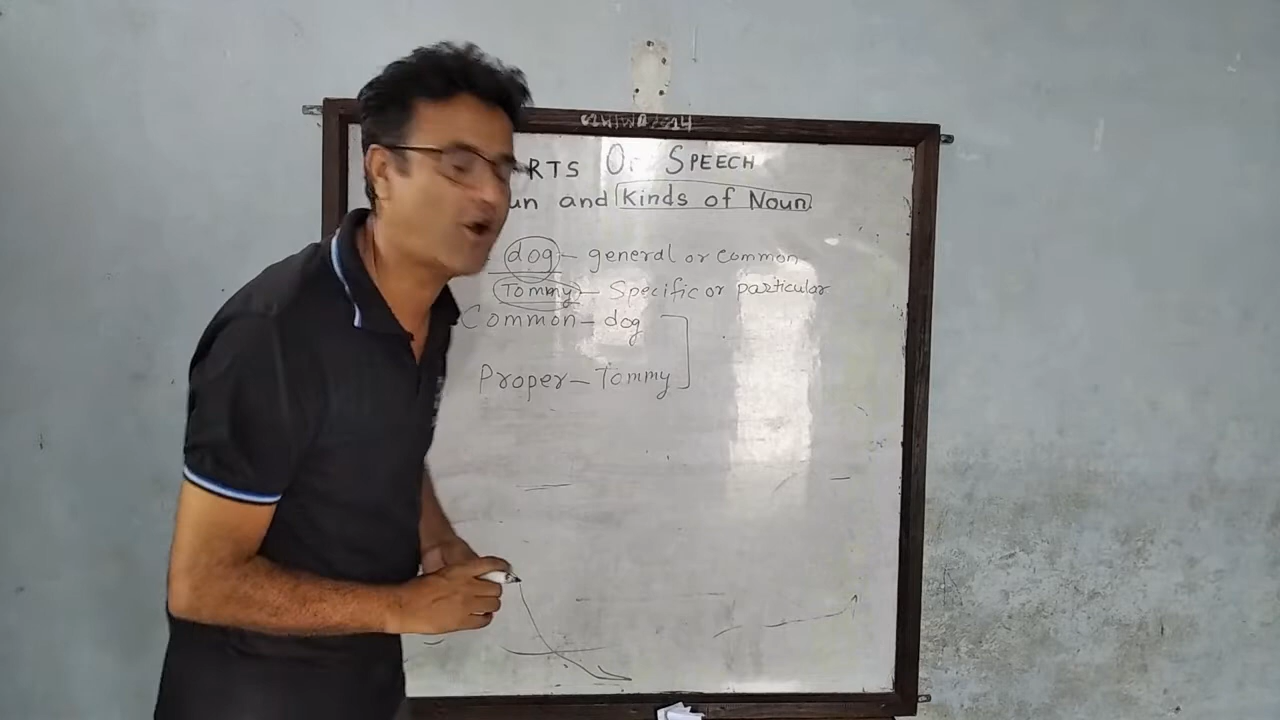 RTS OF SPEECH
un and Kinds of Noun
dog - general or common
Tommy - Specific or particular
Common - dog
Proper - Tommy